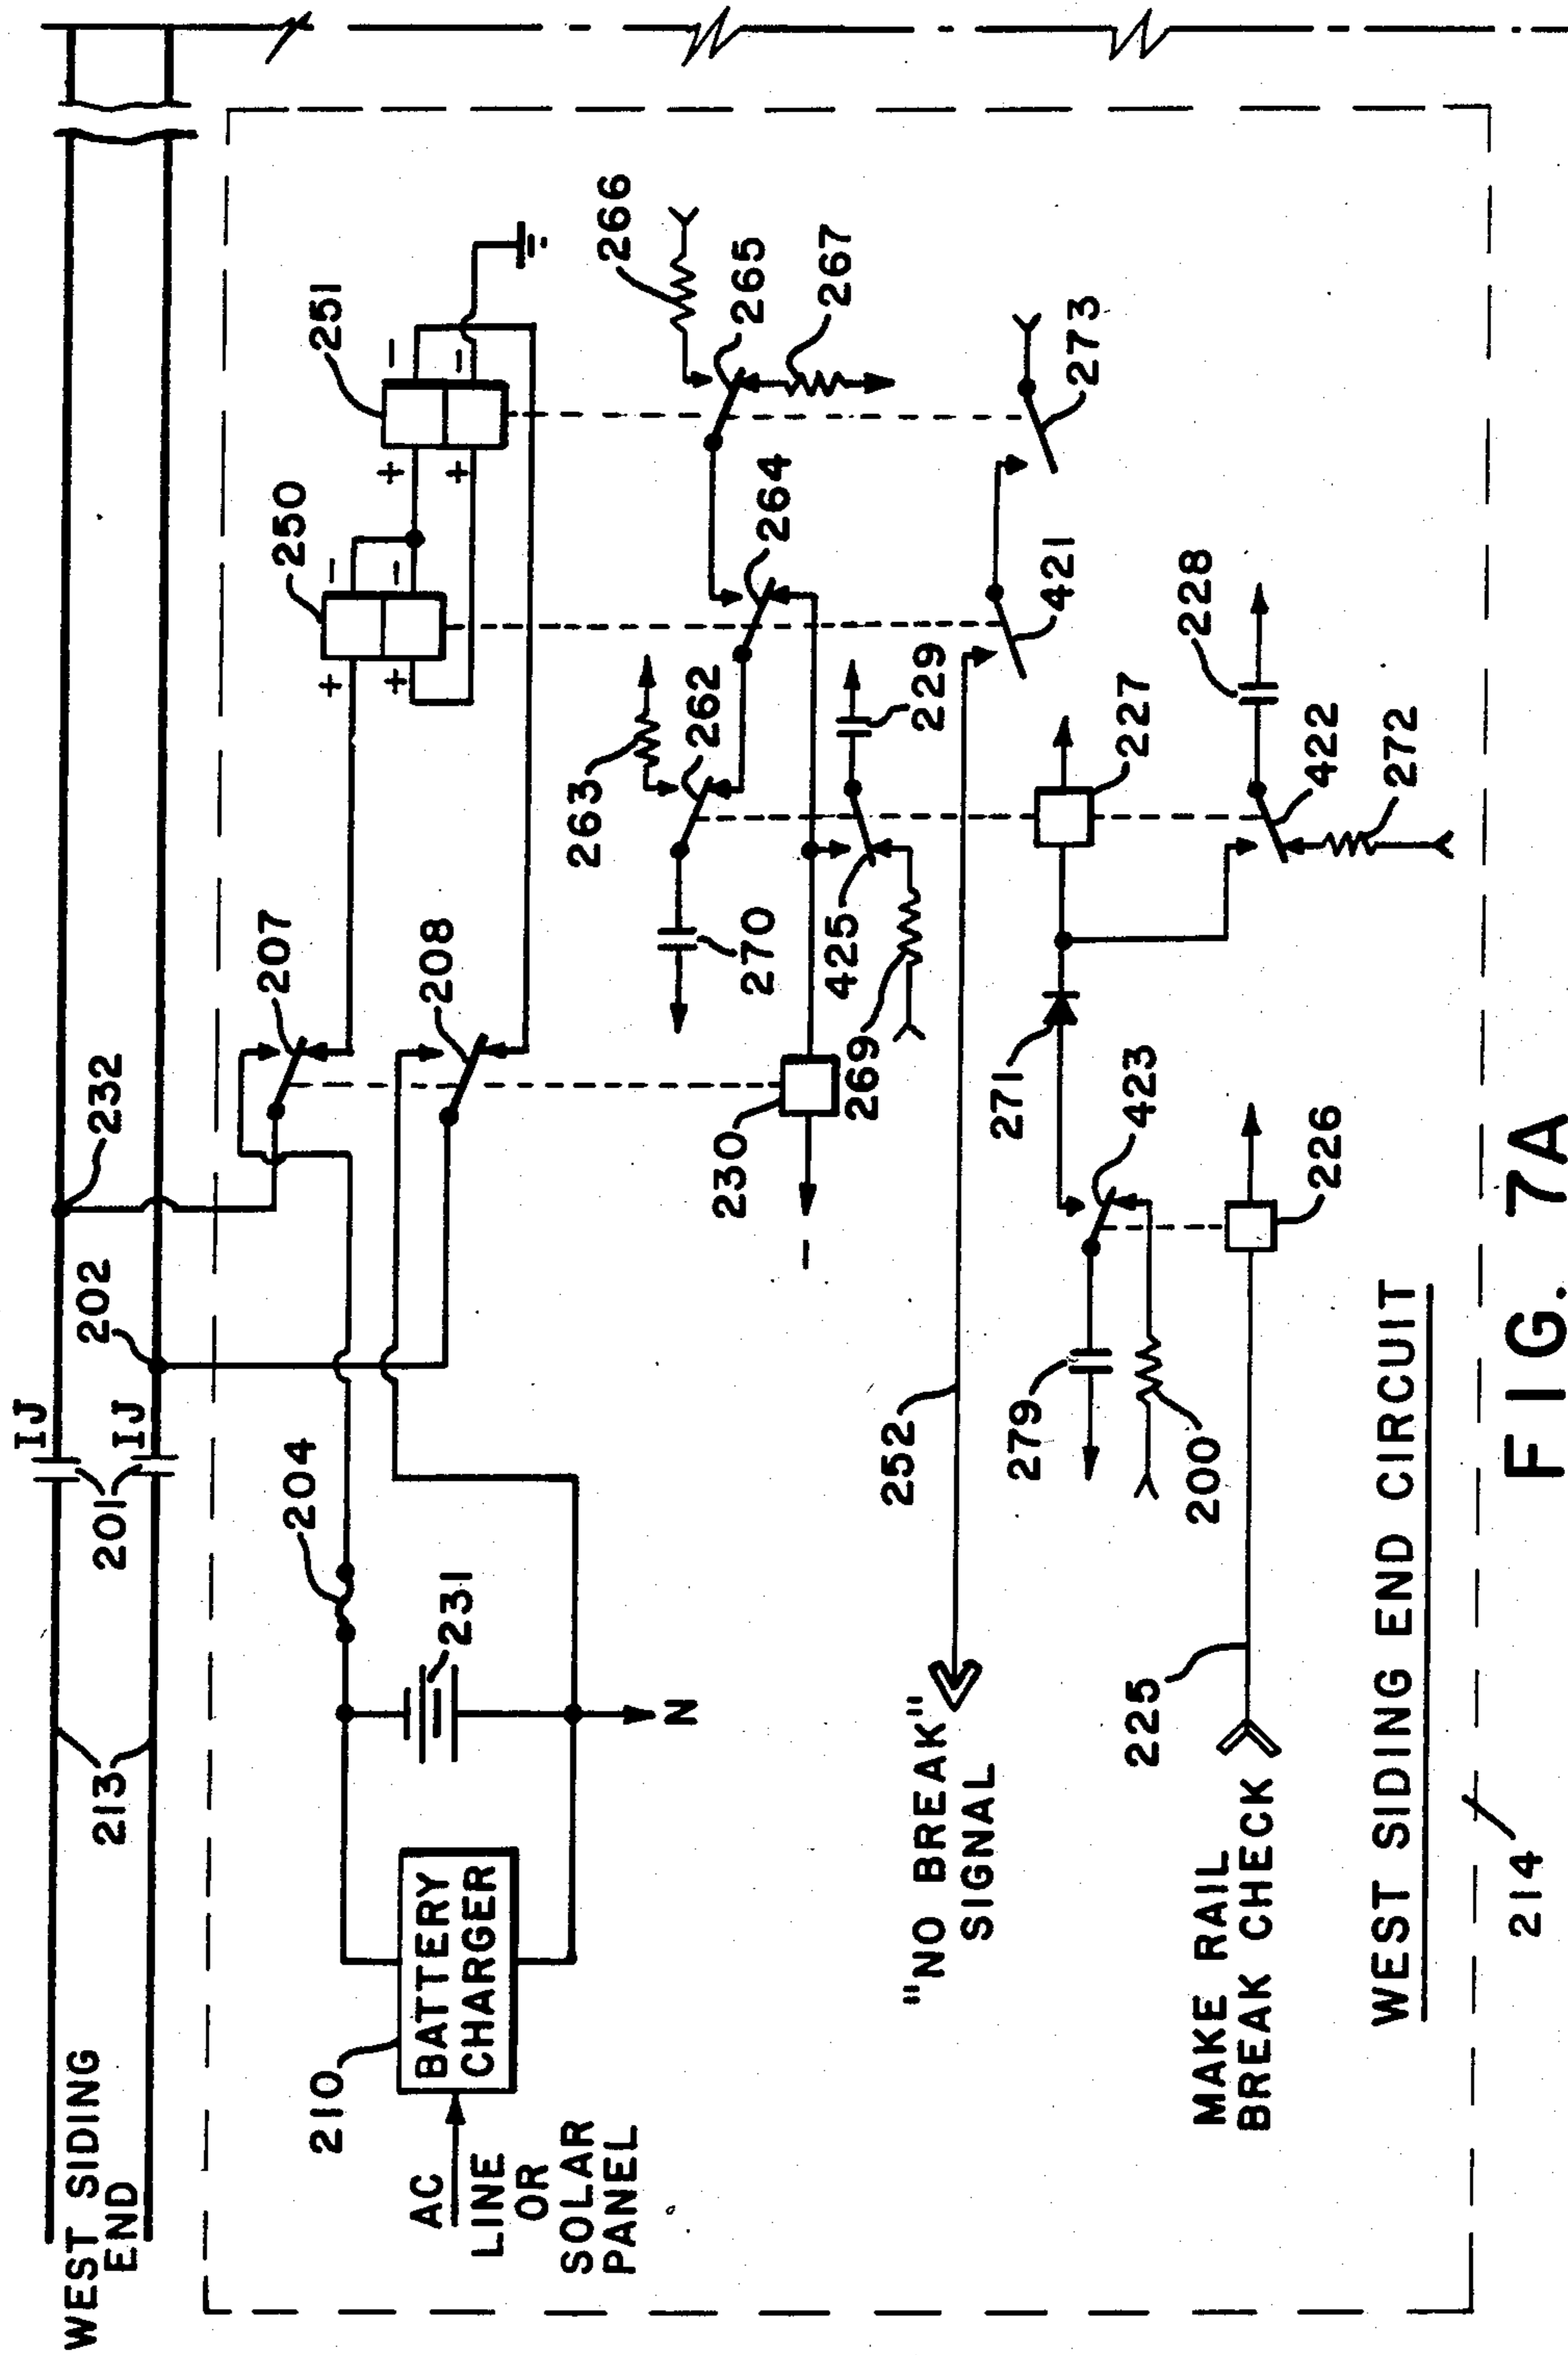 WEST SIDING
END
213
IJ
IJ
201
202
232
210
BATTERY
CHARGER
AC
LINE
OR
SOLAR
PANEL
204
231
N
207
208
250
251
+
-
+
-
+
-
+
-
263
262
264
265
266
267
270
230
-
425
269
229
"NO BREAK"
SIGNAL
252
421
273
271
423
279
200
227
228
422
272
MAKE RAIL
BREAK CHECK
225
226
WEST SIDING END CIRCUIT
214
FIG. 7A